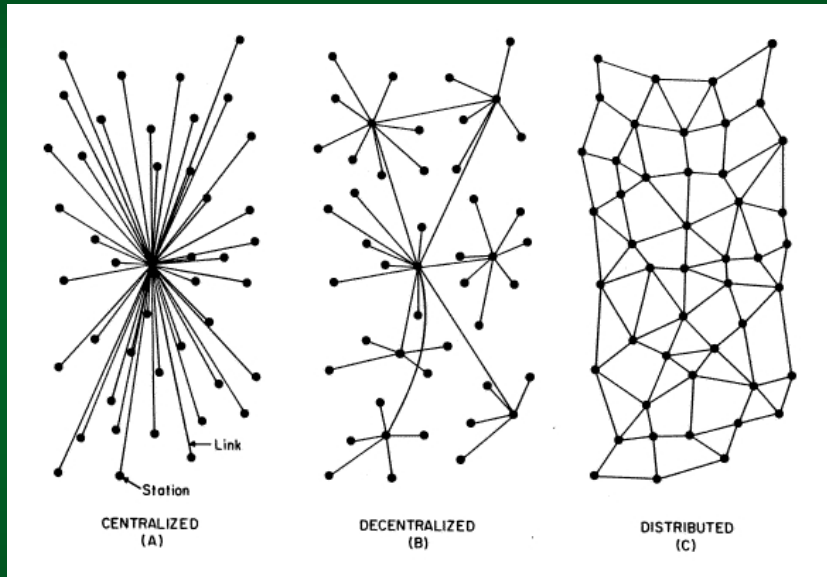 Link
Station
CENTRALIZED
(A)
DECENTRALIZED
(B)
DISTRIBUTED
(C)